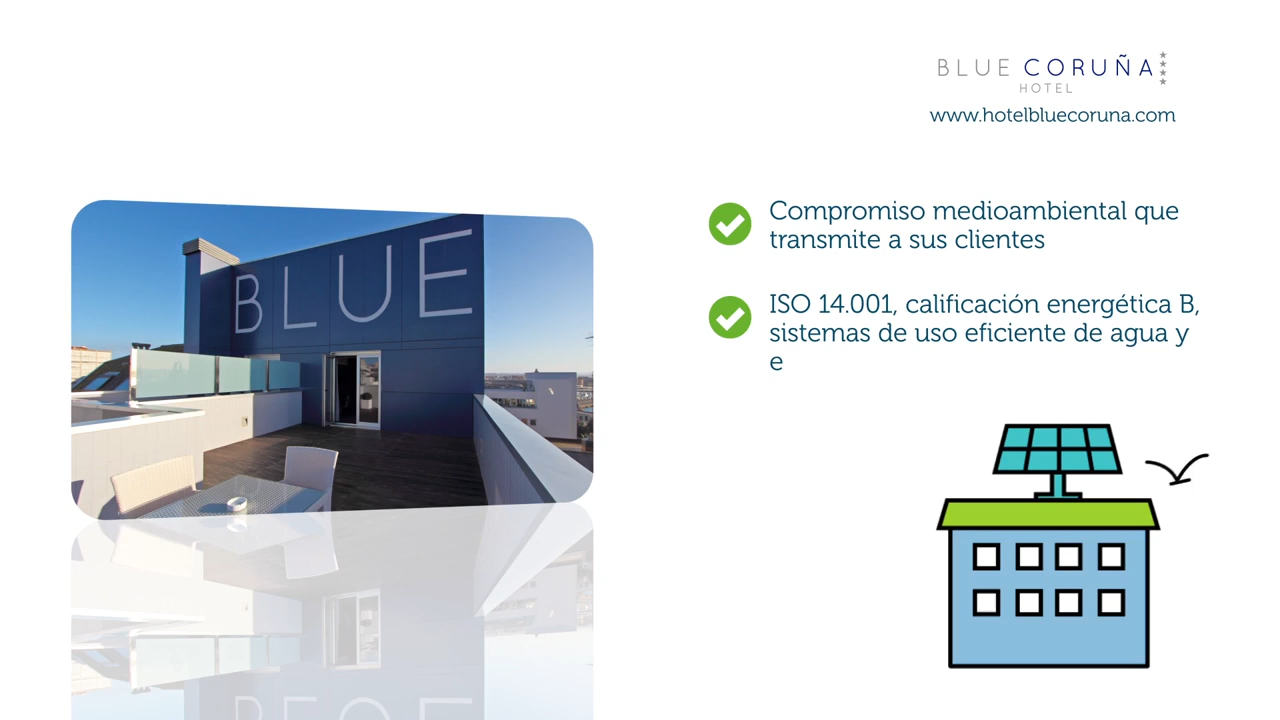 BLUE CORUÑA
HOTEL
www.hotelbluecoruna.com
BLUE
Compromiso medioambiental que
transmite a sus clientes
ISO 14.001, calificación energética B,
sistemas de uso eficiente de agua y
e